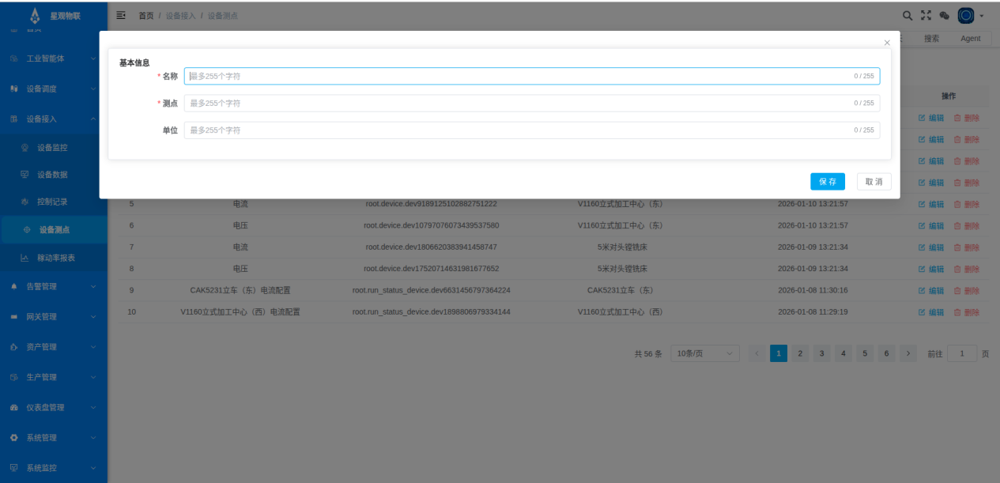 星观物联
首页 / 设备接入 / 设备测点
搜索
Agent
工业智能体
设备调度
设备接入
设备监控
设备数据
控制记录
设备测点
稼动率报表
告警管理
网关管理
资产管理
生产管理
仪表盘管理
系统管理
系统监控
基本信息
* 名称 最多255个字符 0 / 255
* 测点 最多255个字符 0 / 255
单位 最多255个字符 0 / 255
保存 取消
操作
编辑 删除
编辑 删除
编辑 删除
编辑 删除
5 电流 root.device.dev9189125102882751222 V1160立式加工中心（东） 2026-01-10 13:21:57 编辑 删除
6 电压 root.device.dev10797076073439537580 V1160立式加工中心（东） 2026-01-10 13:21:57 编辑 删除
7 电流 root.device.dev1806620383941458747 5米对头镗铣床 2026-01-09 13:21:34 编辑 删除
8 电压 root.device.dev17520714631981677652 5米对头镗铣床 2026-01-09 13:21:34 编辑 删除
9 CAK5231立车（东）电流配置 root.run_status_device.dev6631456797364224 CAK5231立车（东） 2026-01-08 11:30:16 编辑 删除
10 V1160立式加工中心（西）电流配置 root.run_status_device.dev1898806979334144 V1160立式加工中心（西） 2026-01-08 11:29:19 编辑 删除
共 56 条 10条/页 1 2 3 4 5 6 前往 1 页